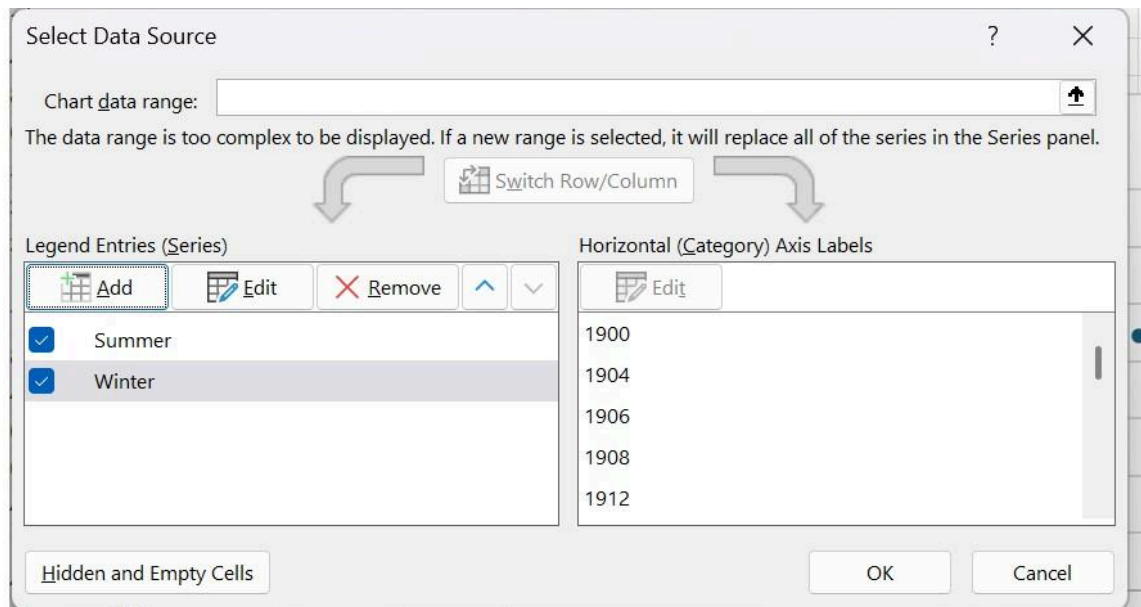 Select Data Source
?
Chart data range:
The data range is too complex to be displayed. If a new range is selected, it will replace all of the series in the Series panel.
Switch Row/Column
Legend Entries (Series)
Horizontal (Category) Axis Labels
Add Edit Remove
Edit
Summer
Winter
1900
1904
1906
1908
1912
Hidden and Empty Cells
OK Cancel